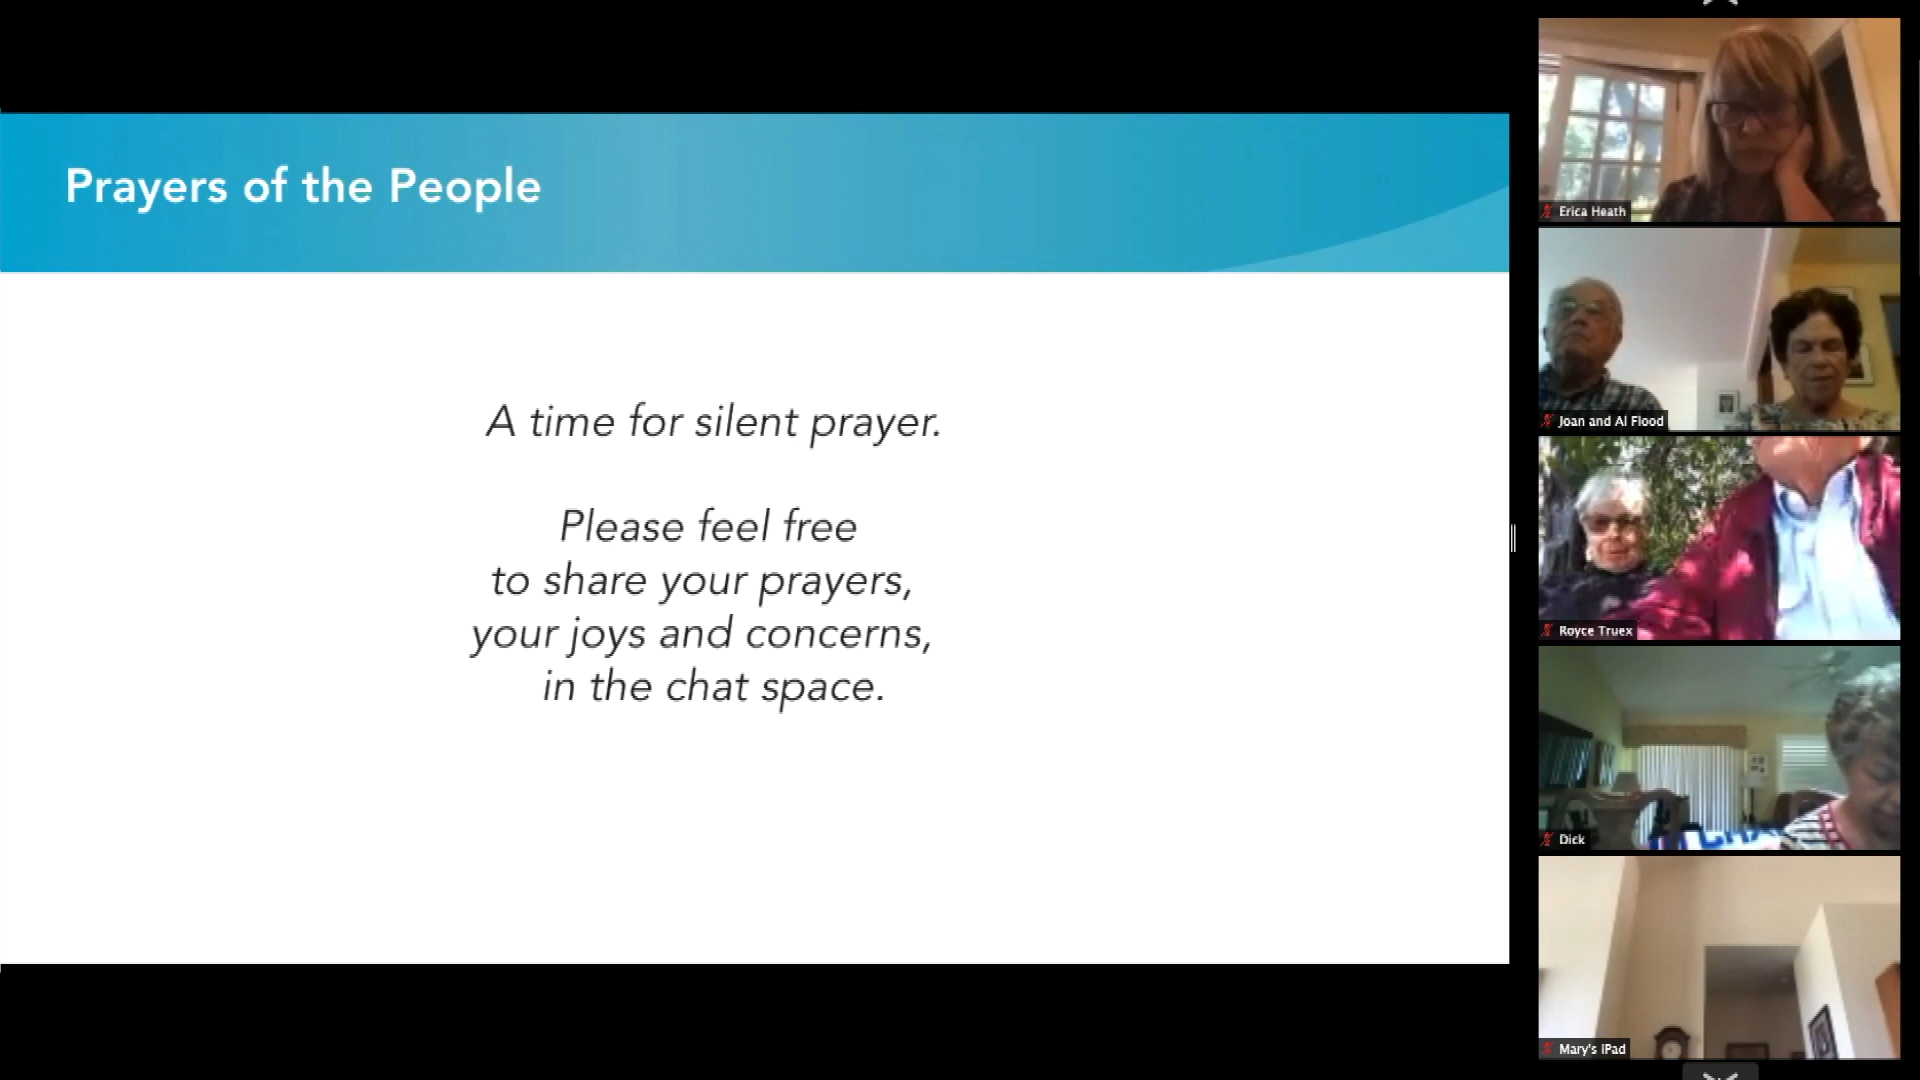 Prayers of the People
A time for silent prayer.
Please feel free
to share your prayers,
your joys and concerns,
in the chat space.
Erica Heath
Joan and Al Flood
Royce Truex
Dick
Mary's iPad